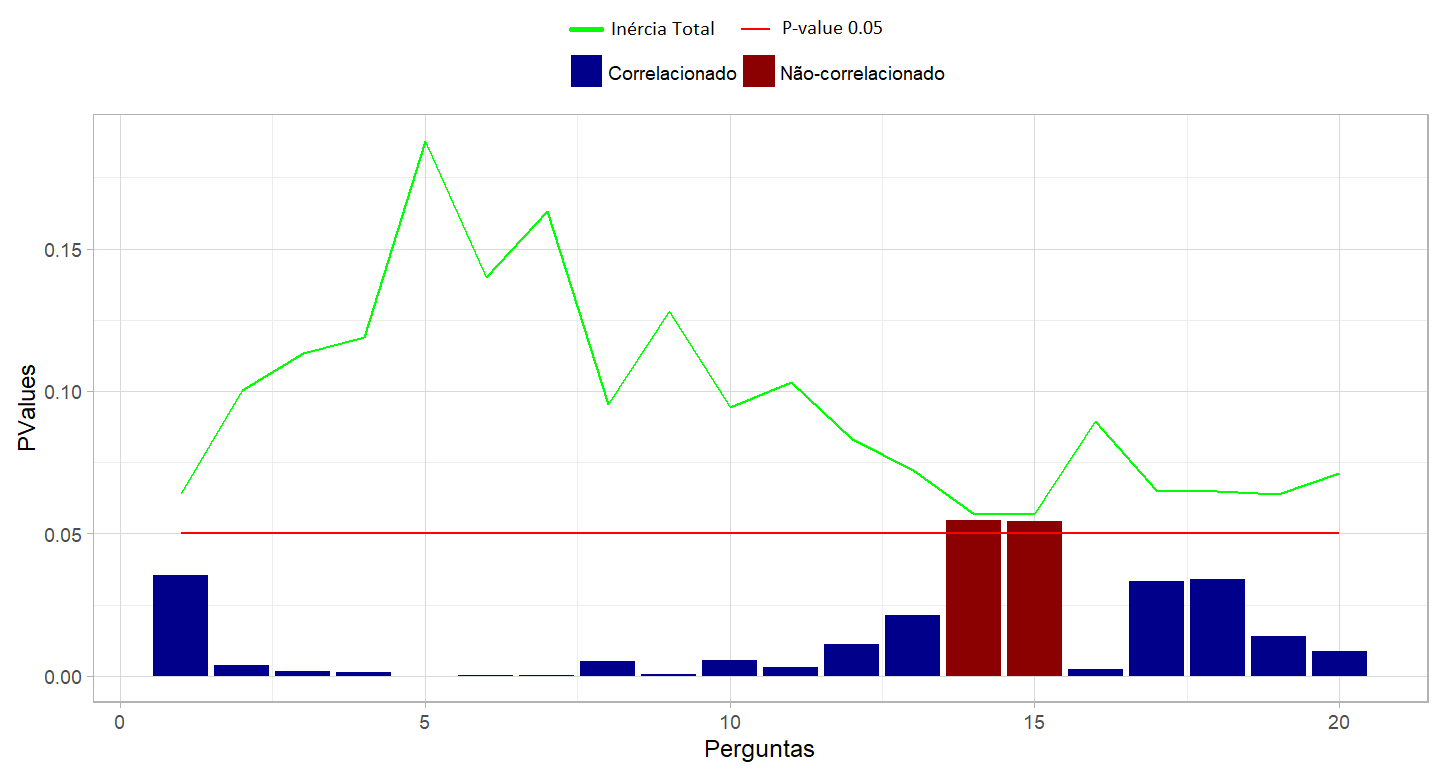 Inércia Total P-value 0.05
Correlacionado Não-correlacionado
0.15
0.10
0.05
0.00
PValues
0 5 10 15 20
Perguntas